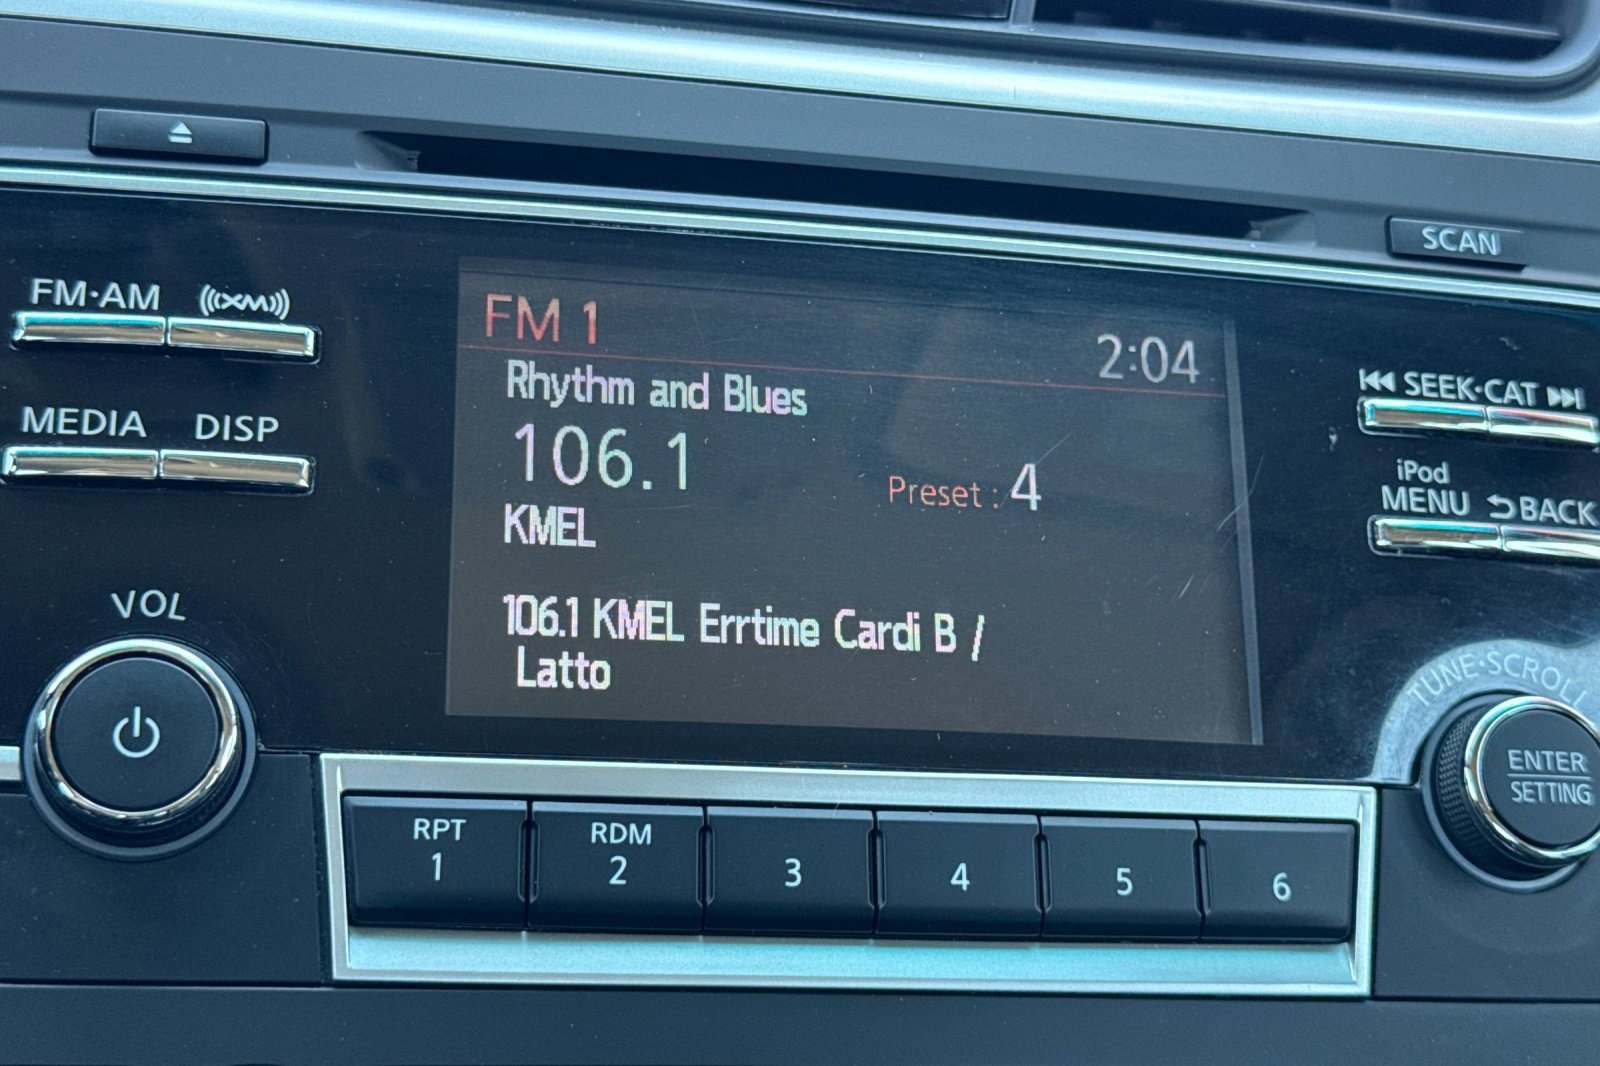 SCAN
FM·AM XM
FM 1 2:04
Rhythm and Blues
SEEK·CAT
MEDIA DISP
106.1 Preset : 4
iPod
MENU BACK
KMEL
VOL
106.1 KMEL Errtime Cardi B /
Latto
TUNE·SCROLL
ENTER
SETTING
RPT RDM
1 2 3 4 5 6